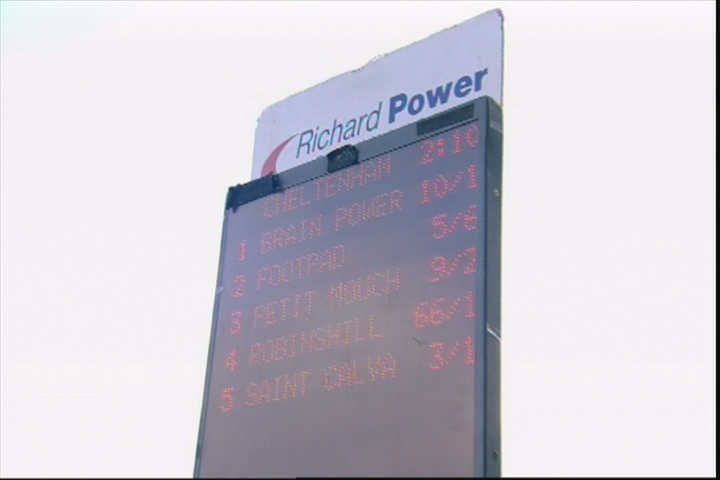 Richard Power
CHELTENHAM 2:10
1 BRAIN POWER 10/1
2 FOOTPAD 5/6
3 PETIT MOUCH 9/2
4 ROBINSHILL 66/1
5 SAINT CALVA 3/1